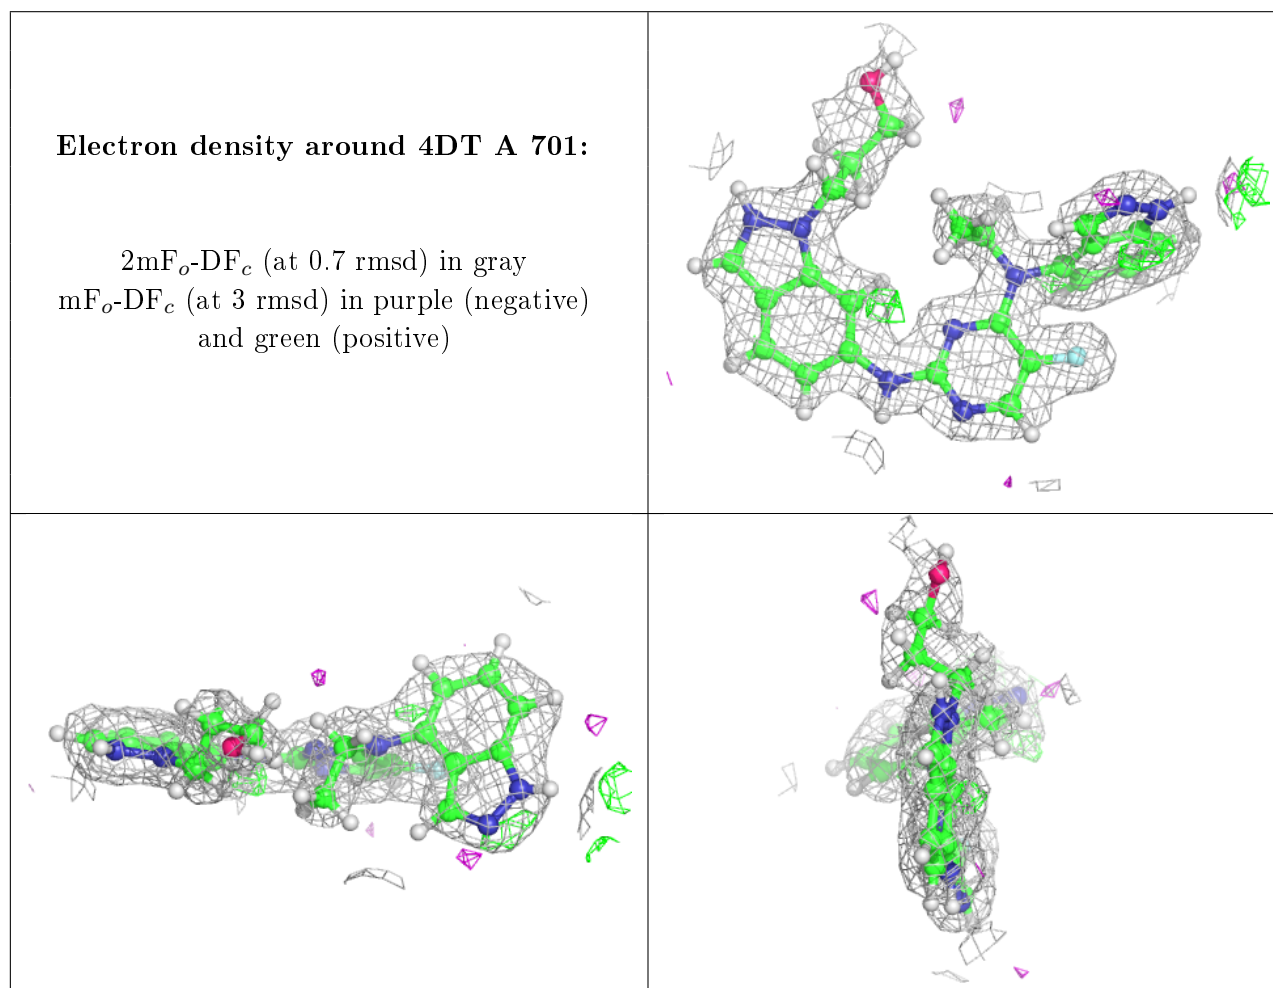 Electron density around 4DT A 701:
2mFₒ-DF𝒸 (at 0.7 rmsd) in gray
mFₒ-DF𝒸 (at 3 rmsd) in purple (negative)
and green (positive)